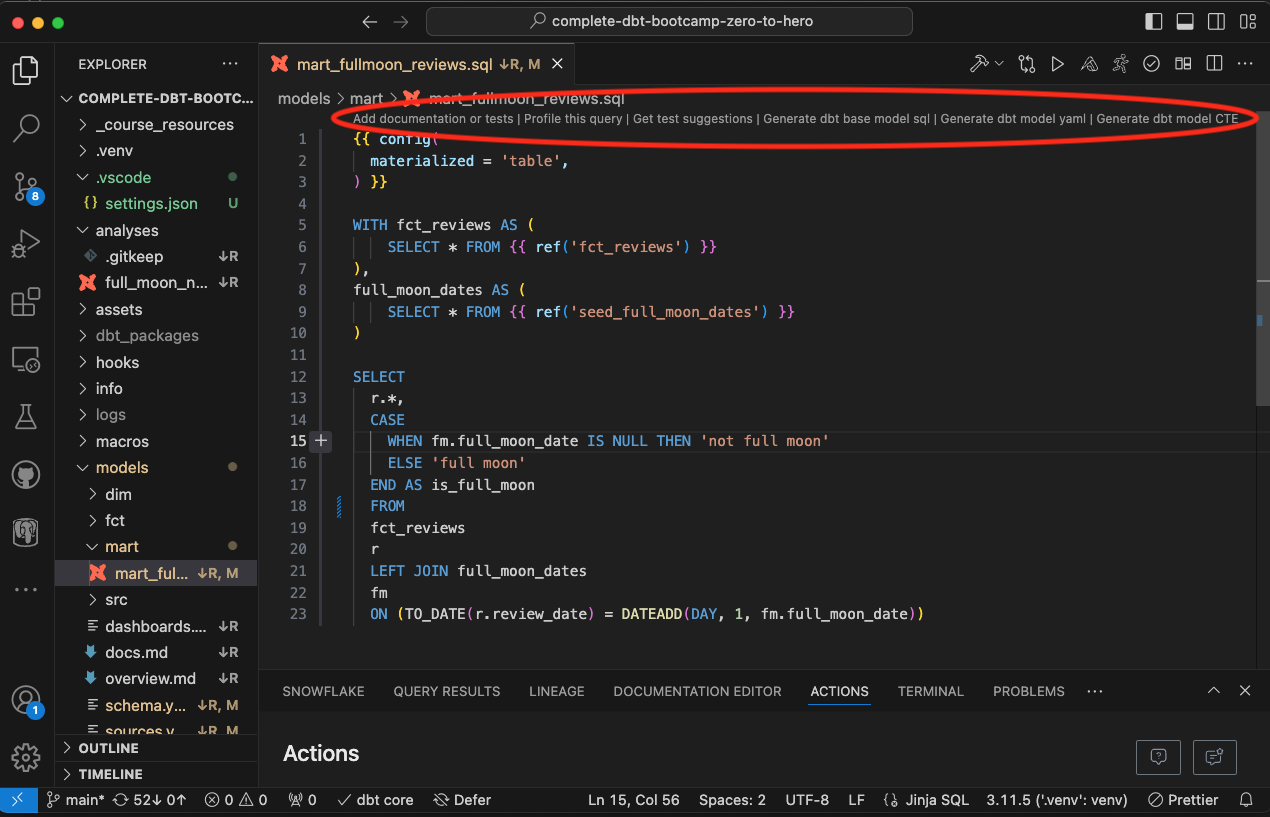 complete-dbt-bootcamp-zero-to-hero
EXPLORER
mart_fullmoon_reviews.sql ↓R, M
COMPLETE-DBT-BOOTC...
_course_resources
.venv
.vscode
{} settings.json U
analyses
.gitkeep ↓R
full_moon_n... ↓R
assets
dbt_packages
hooks
info
logs
macros
models
dim
fct
mart
mart_ful... ↓R, M
src
dashboards.... ↓R
docs.md ↓R
overview.md ↓R
schema.y... ↓R, M
sources.y ↓R, M
OUTLINE
TIMELINE
8
1
models > mart > mart_fullmoon_reviews.sql
Add documentation or tests | Profile this query | Get test suggestions | Generate dbt base model sql | Generate dbt model yaml | Generate dbt model CTE
1 {{ config(
2 materialized = 'table',
3 ) }}
4
5 WITH fct_reviews AS (
6 SELECT * FROM {{ ref('fct_reviews') }}
7 ),
8 full_moon_dates AS (
9 SELECT * FROM {{ ref('seed_full_moon_dates') }}
10 )
11
12 SELECT
13 r.*,
14 CASE
15 WHEN fm.full_moon_date IS NULL THEN 'not full moon'
16 ELSE 'full moon'
17 END AS is_full_moon
18 FROM
19 fct_reviews
20 r
21 LEFT JOIN full_moon_dates
22 fm
23 ON (TO_DATE(r.review_date) = DATEADD(DAY, 1, fm.full_moon_date))
SNOWFLAKE QUERY RESULTS LINEAGE DOCUMENTATION EDITOR ACTIONS TERMINAL PROBLEMS ...
Actions
main* 52↓ 0↑ 0 0 0 dbt core Defer Ln 15, Col 56 Spaces: 2 UTF-8 LF Jinja SQL 3.11.5 ('.venv': venv) Prettier